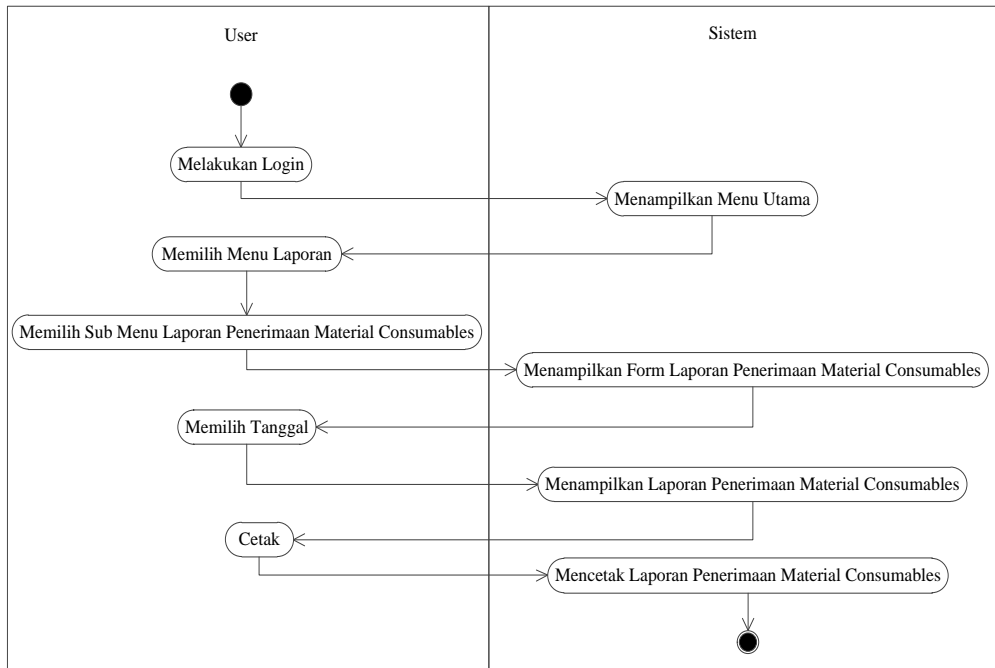 User
Sistem
Melakukan Login
Menampilkan Menu Utama
Memilih Menu Laporan
Memilih Sub Menu Laporan Penerimaan Material Consumables
Menampilkan Form Laporan Penerimaan Material Consumables
Memilih Tanggal
Menampilkan Laporan Penerimaan Material Consumables
Cetak
Mencetak Laporan Penerimaan Material Consumables